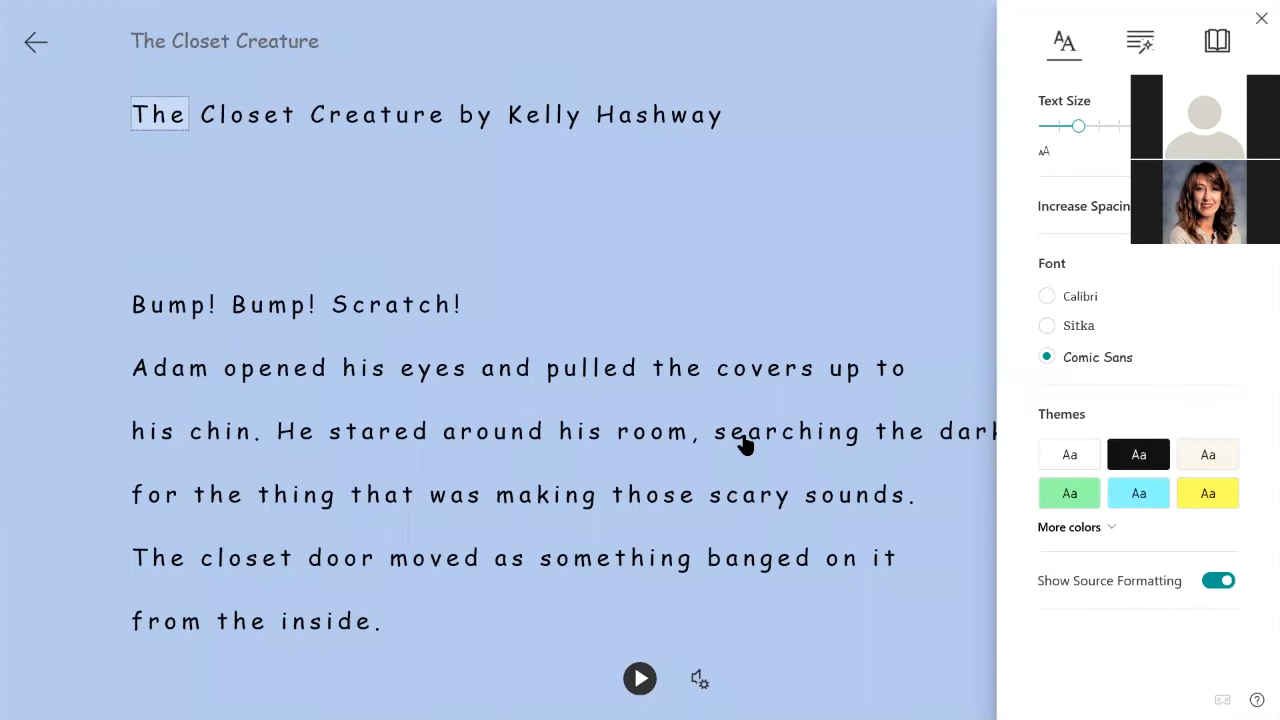 The Closet Creature
The Closet Creature by Kelly Hashway
Bump! Bump! Scratch!
Adam opened his eyes and pulled the covers up to
his chin. He stared around his room, searching the dark
for the thing that was making those scary sounds.
The closet door moved as something banged on it
from the inside.
AA
Text Size
AA
Increase Spacin
Font
Calibri
Sitka
Comic Sans
Themes
Aa Aa Aa
Aa Aa Aa
More colors
Show Source Formatting
?